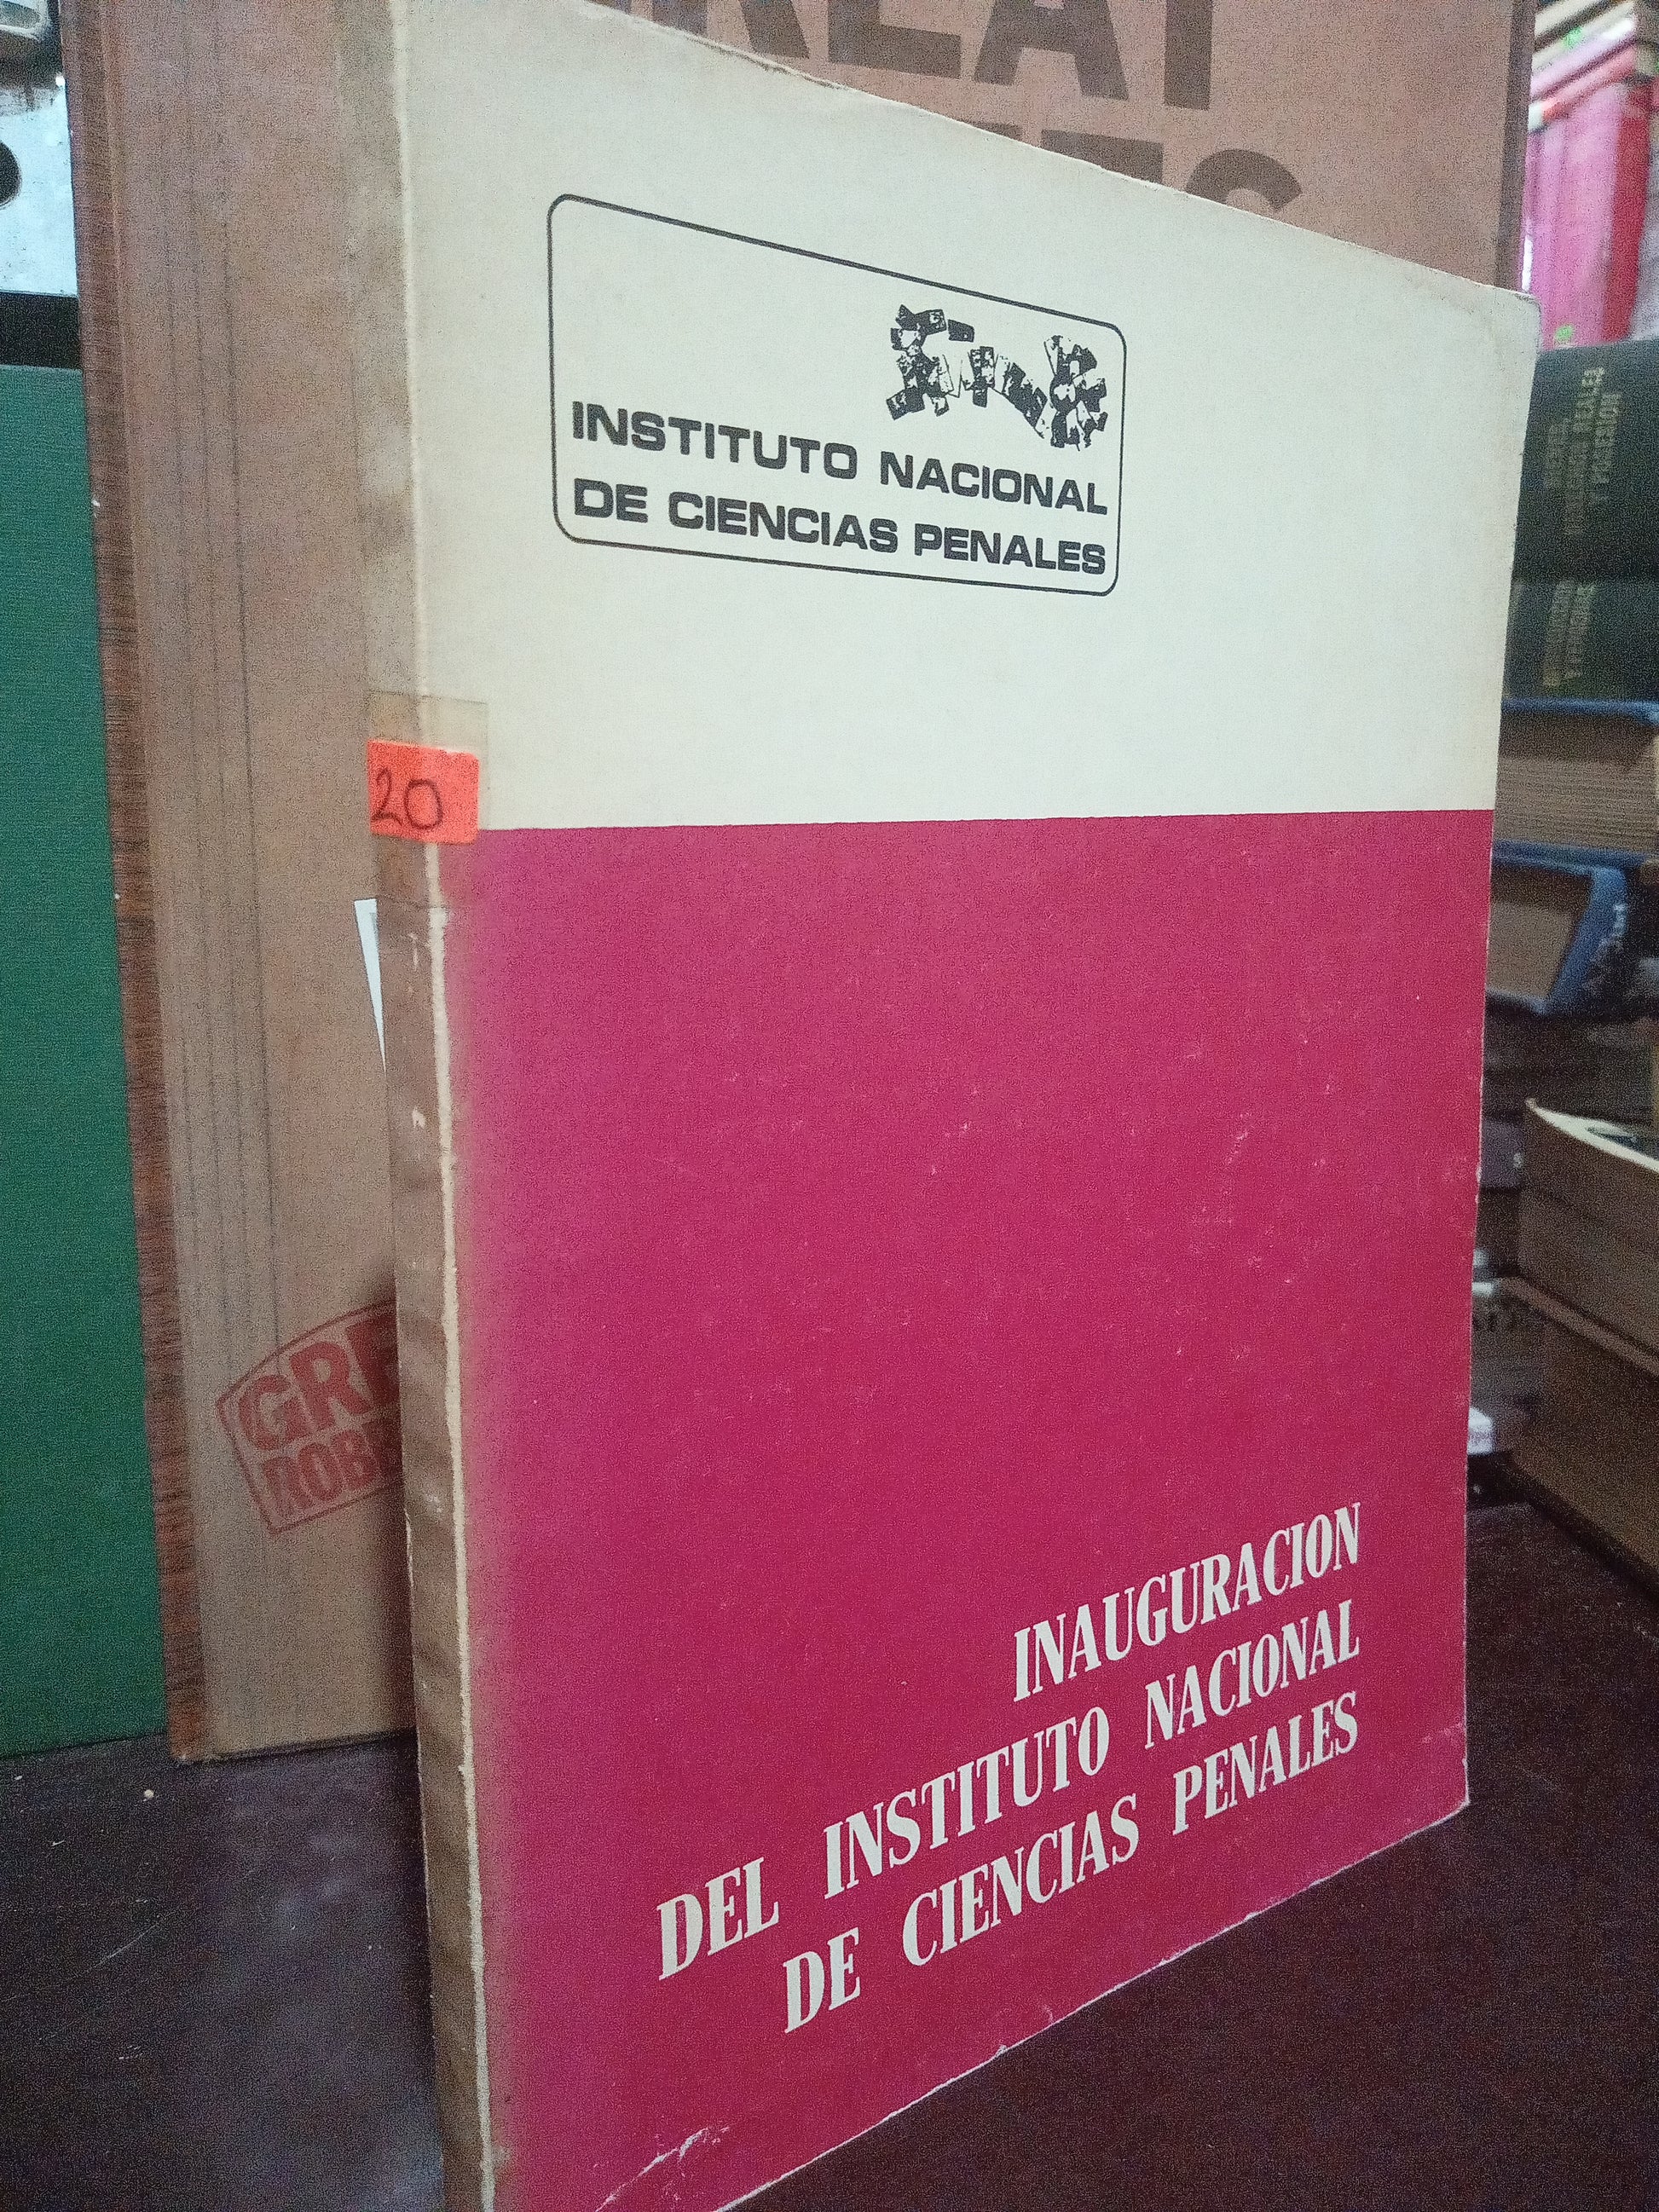 INSTITUTO NACIONAL
DE CIENCIAS PENALES
20
INAUGURACION
DEL INSTITUTO NACIONAL
DE CIENCIAS PENALES